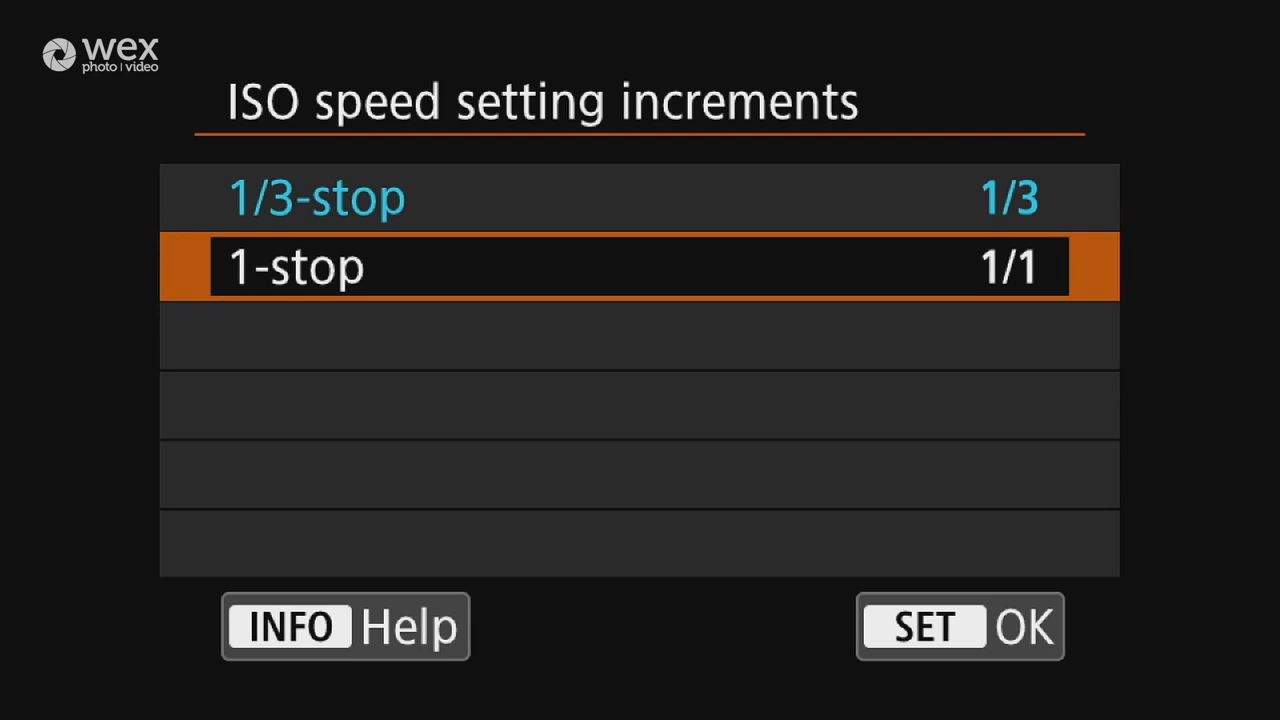 wex
photo | video
ISO speed setting increments
1/3-stop 1/3
1-stop 1/1
INFO Help SET OK